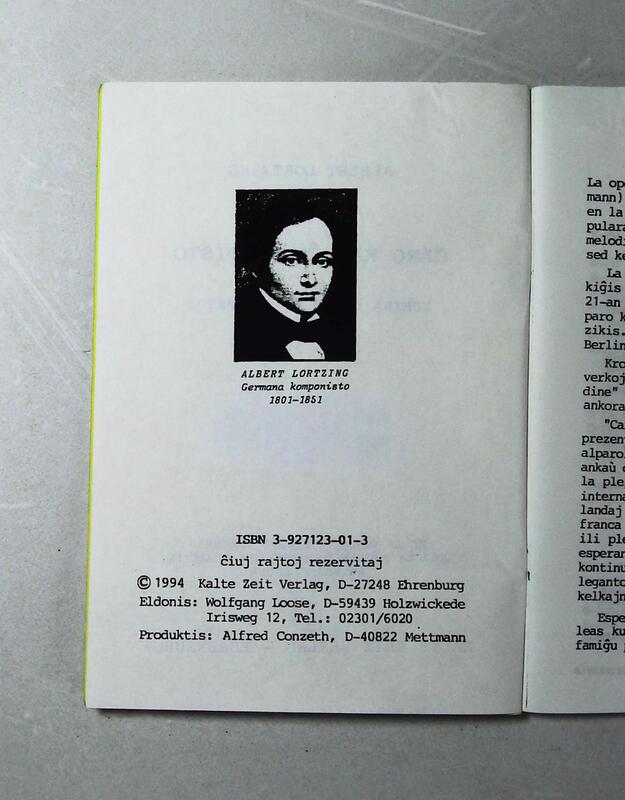 ALBERT LORTZING
Germana komponisto
1801-1851
ISBN 3-927123-01-3
ĉiuj rajtoj rezervitaj
© 1994 Kalte Zeit Verlag, D-27248 Ehrenburg
Eldonis: Wolfgang Loose, D-59439 Holzwickede
Irisweg 12, Tel.: 02301/6020
Produktis: Alfred Conzeth, D-40822 Mettmann
La ope
mann)
en la
pulara
melodi
sed ke
La
kiĝis
21-an
paro k
zikis.
Berlin
Kro
verkoj
dine"
ankora
"Ca
prezen
alparo
ankaŭ
la ple
interna
landaj
franca
ili ple
esperan
kontinu
legant
kelkajn
Espe
leas ku
famiĝu